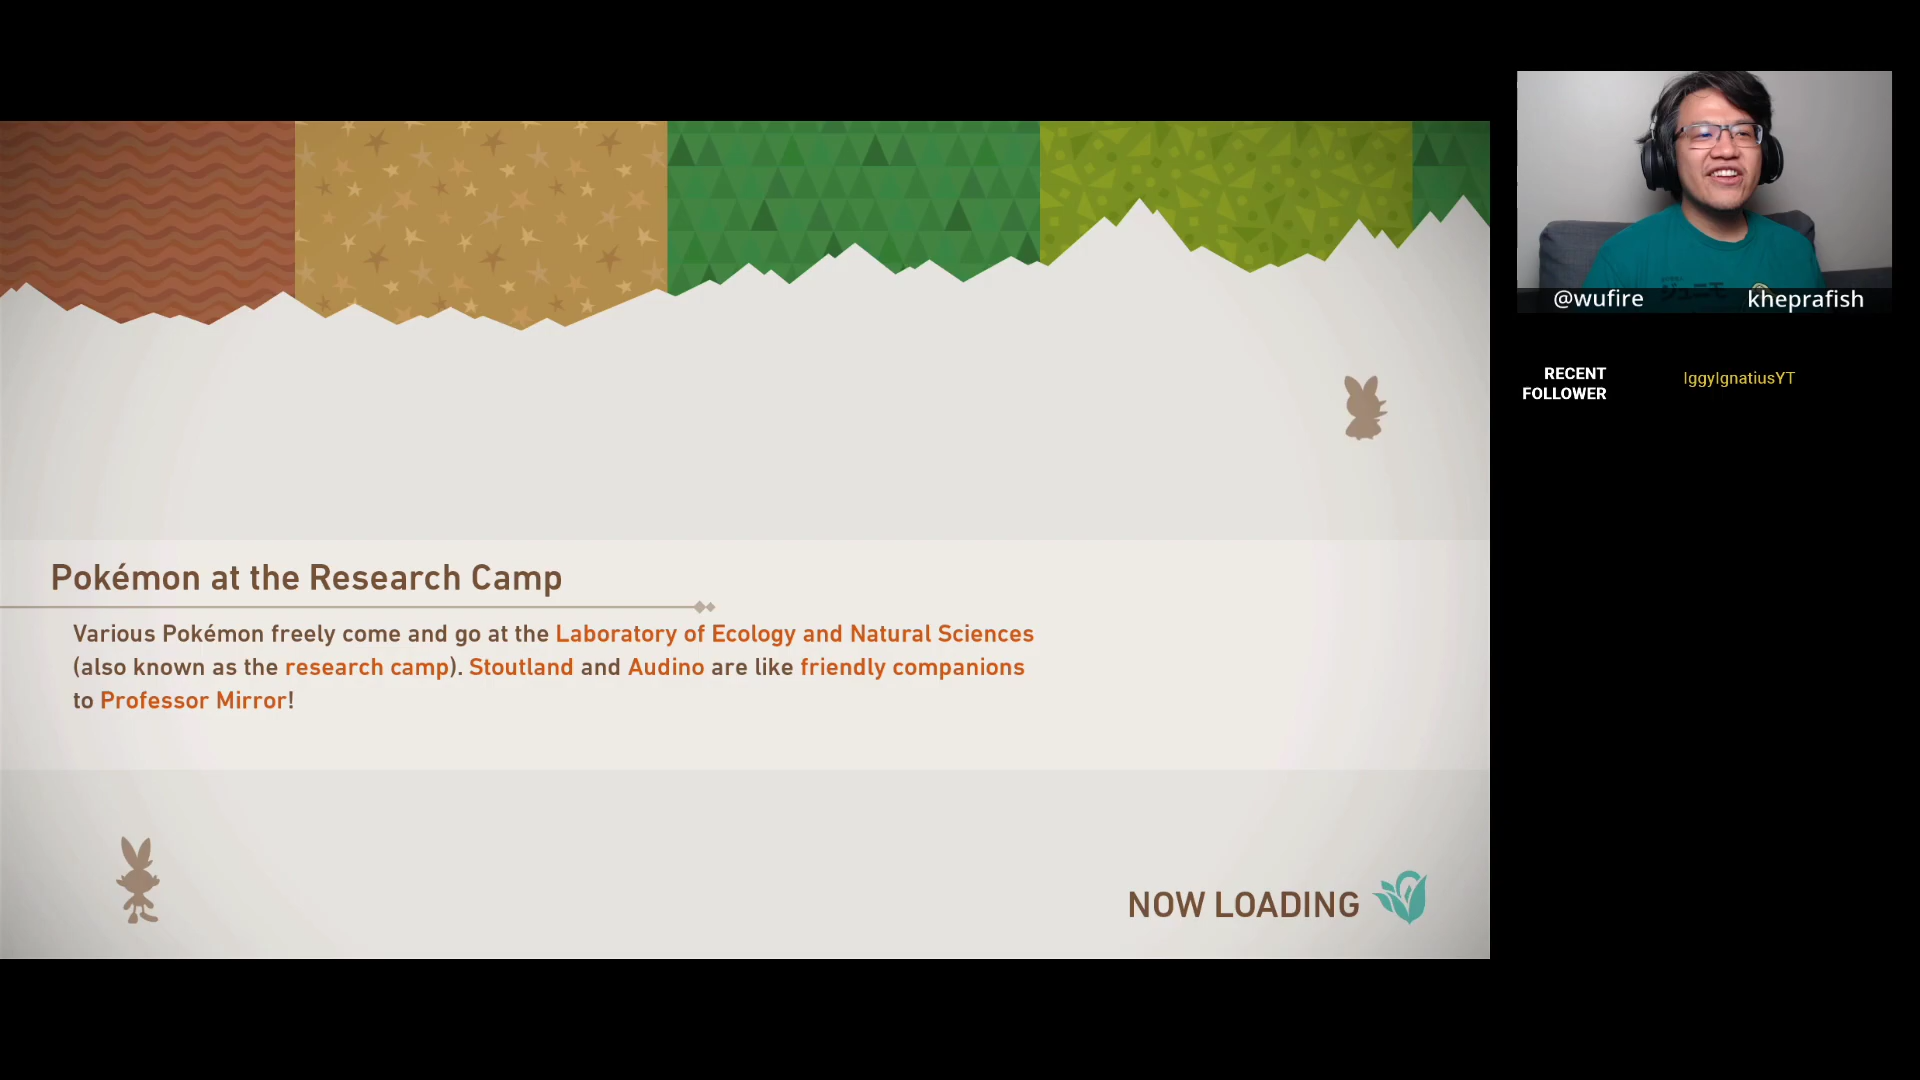 @wufire
kheprafish
RECENT
FOLLOWER
IggyIgnatiusYT
Pokémon at the Research Camp
Various Pokémon freely come and go at the Laboratory of Ecology and Natural Sciences
(also known as the research camp). Stoutland and Audino are like friendly companions
to Professor Mirror!
NOW LOADING